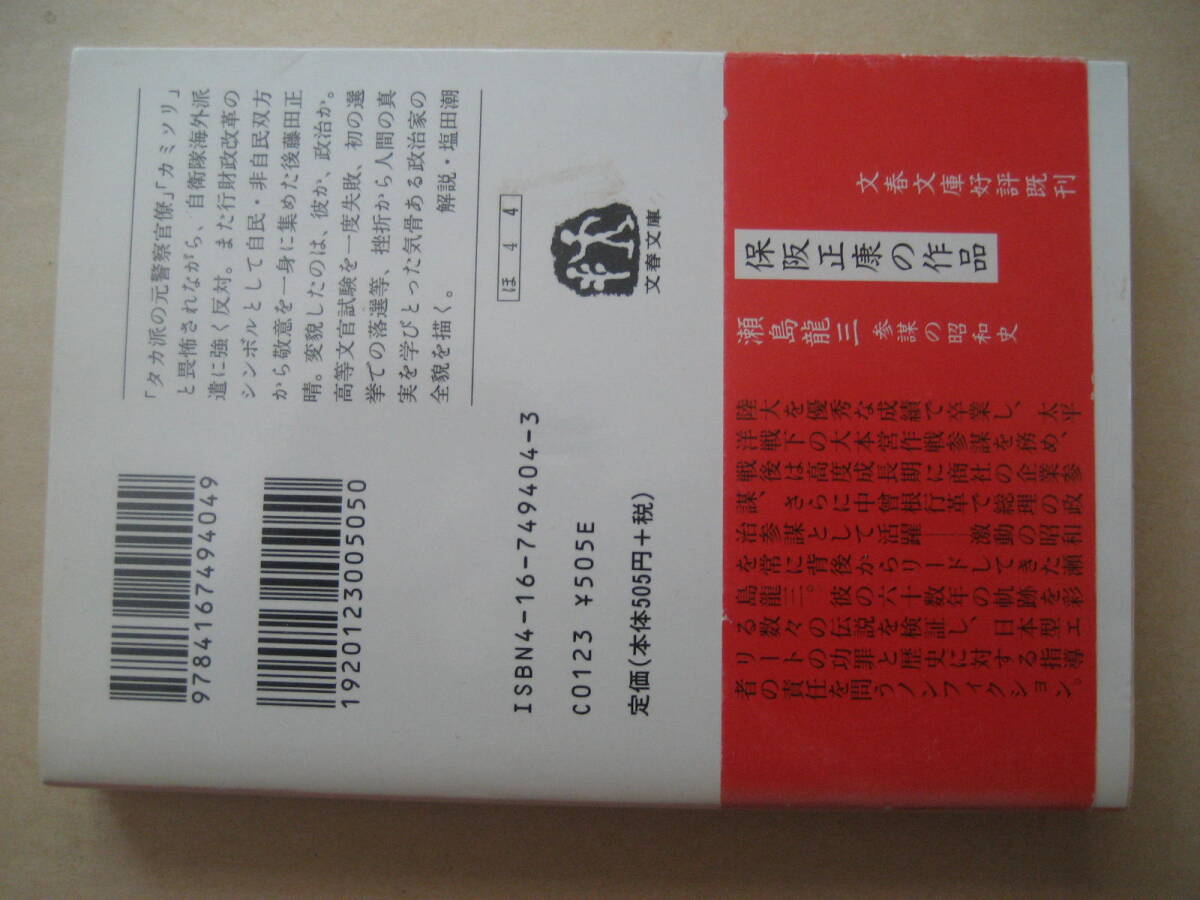 「タカ派の元警察官僚」「カミソリ」
と畏怖されながら、自衛隊海外派
遣に強く反対。また行財政改革の
シンボルとして自民・非自民双方
から敬意を一身に集めた後藤田正
晴。変貌したのは、彼か、政治か。
高等文官試験を一度失敗、初の選
挙での落選等、挫折から人間の真
実を学びとった気骨ある政治家の
全貌を描く。 解説・塩田潮
ほ 4 4
文春文庫
9784167494049
1920123005050
ISBN4-16-749404-3
C0123 ¥505E
定価(本体505円+税)
文春文庫好評既刊
保阪正康の作品
瀬島龍三 参謀の昭和史
陸大を優秀な成績で卒業し、太平
洋戦下の大本営作戦参謀を務め、
戦後は高度成長期に商社の企業参
謀、さらに中曽根行革で総理の政
治参謀として活躍――激動の昭和
を常に背後からリードしてきた瀬
島龍三。彼の六十数年の軌跡を彩
る数々の伝説を検証し、日本型エ
リートの功罪と歴史に対する指導
者の責任を問うノンフィクション。